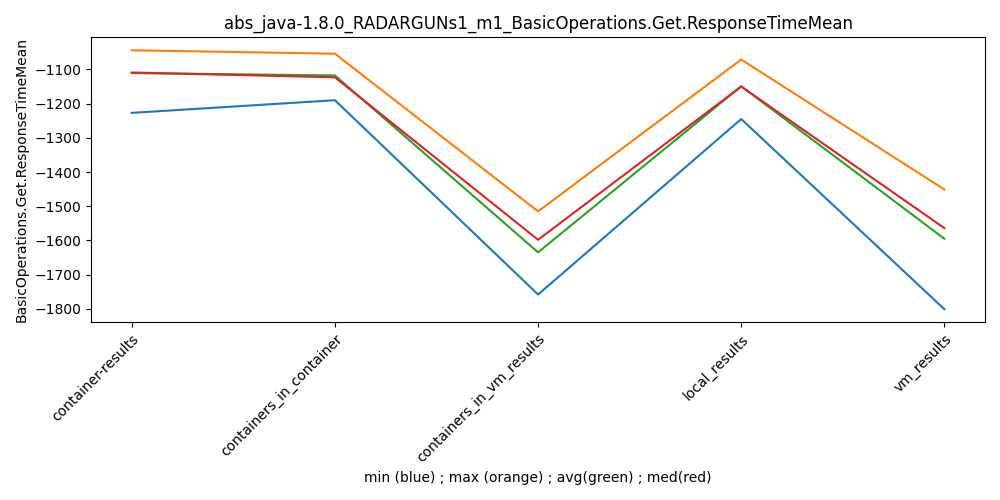 abs_java-1.8.0_RADARGUNs1_m1_BasicOperations.Get.ResponseTimeMean
BasicOperations.Get.ResponseTimeMean
−1100
−1200
−1300
−1400
−1500
−1600
−1700
−1800
container-results
containers_in_container
containers_in_vm_results
local_results
vm_results
min (blue) ; max (orange) ; avg(green) ; med(red)